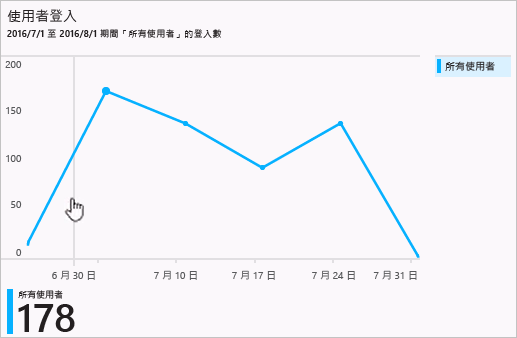 使用者登入
2016/7/1 至 2016/8/1 期間「所有使用者」的登入數
所有使用者
200
150
100
50
0
6 月 30 日 7 月 10 日 7 月 17 日 7 月 24 日 7 月 31 日
所有使用者
178